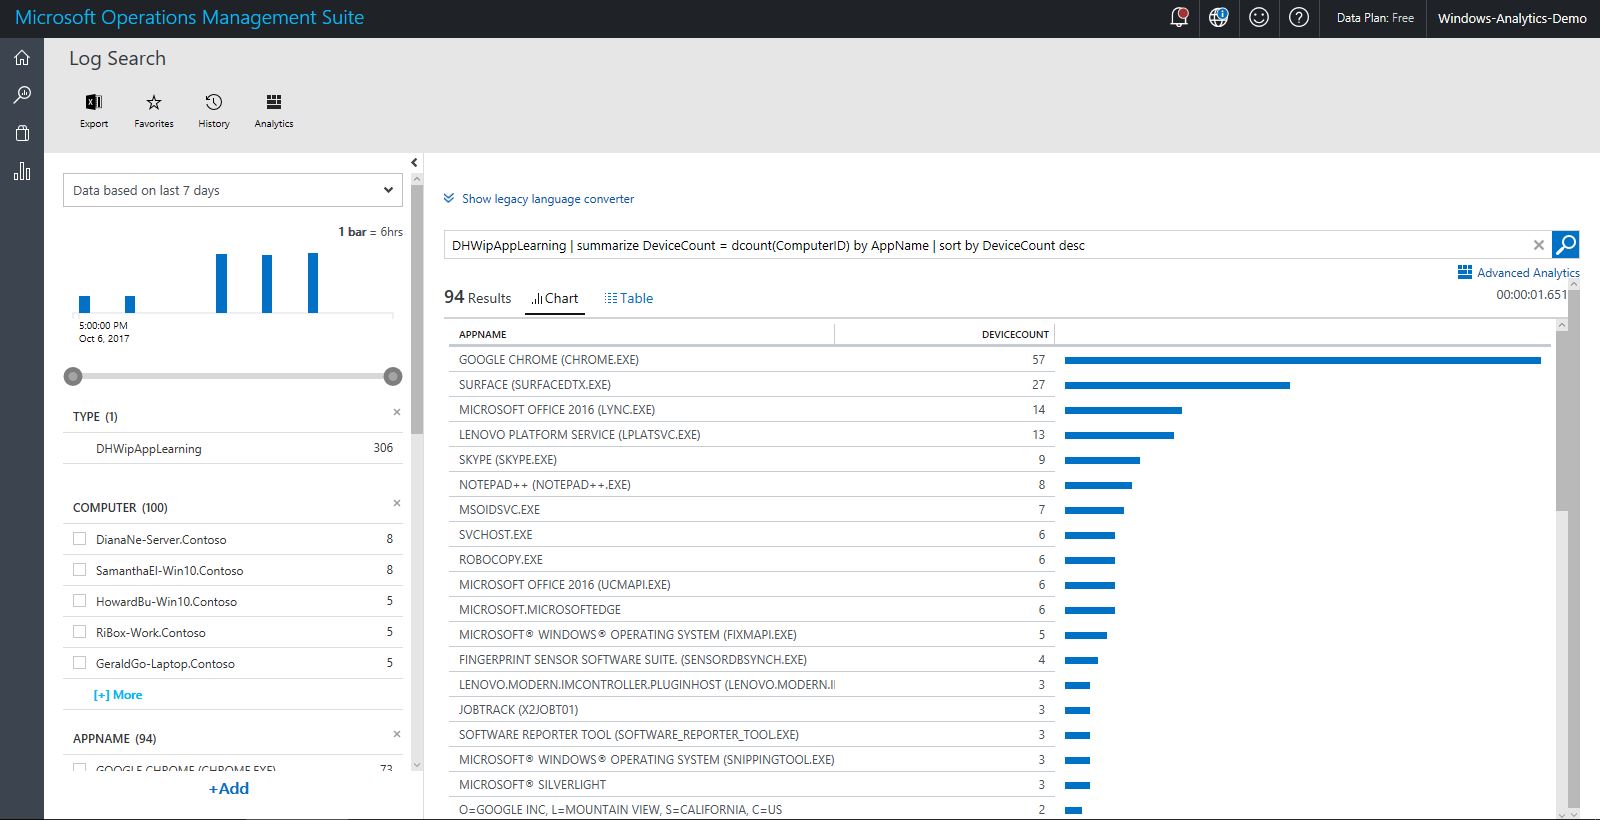 Microsoft Operations Management Suite
Data Plan: Free
Windows-Analytics-Demo
Log Search
Export
Favorites
History
Analytics
Data based on last 7 days
1 bar = 6hrs
5:00:00 PM
Oct 6, 2017
TYPE (1)
DHWipAppLearning 306
COMPUTER (100)
DianaNe-Server.Contoso 8
SamanthaEl-Win10.Contoso 8
HowardBu-Win10.Contoso 5
RiBox-Work.Contoso 5
GeraldGo-Laptop.Contoso 5
[+] More
APPNAME (94)
GOOGLE CHROME (CHROME.EXE) 73
+Add
Show legacy language converter
DHWipAppLearning | summarize DeviceCount = dcount(ComputerID) by AppName | sort by DeviceCount desc
Advanced Analytics
94 Results
Chart
Table
00:00:01.651
APPNAME DEVICECOUNT
GOOGLE CHROME (CHROME.EXE) 57
SURFACE (SURFACEDTX.EXE) 27
MICROSOFT OFFICE 2016 (LYNC.EXE) 14
LENOVO PLATFORM SERVICE (LPLATSVC.EXE) 13
SKYPE (SKYPE.EXE) 9
NOTEPAD++ (NOTEPAD++.EXE) 8
MSOIDSVC.EXE 7
SVCHOST.EXE 6
ROBOCOPY.EXE 6
MICROSOFT OFFICE 2016 (UCMAPI.EXE) 6
MICROSOFT.MICROSOFTEDGE 6
MICROSOFT® WINDOWS® OPERATING SYSTEM (FIXMAPI.EXE) 5
FINGERPRINT SENSOR SOFTWARE SUITE. (SENSORDBSYNCH.EXE) 4
LENOVO.MODERN.IMCONTROLLER.PLUGINHOST (LENOVO.MODERN.II 3
JOBTRACK (X2JOBT01) 3
SOFTWARE REPORTER TOOL (SOFTWARE_REPORTER_TOOL.EXE) 3
MICROSOFT® WINDOWS® OPERATING SYSTEM (SNIPPINGTOOL.EXE) 3
MICROSOFT® SILVERLIGHT 3
O=GOOGLE INC, L=MOUNTAIN VIEW, S=CALIFORNIA, C=US 2